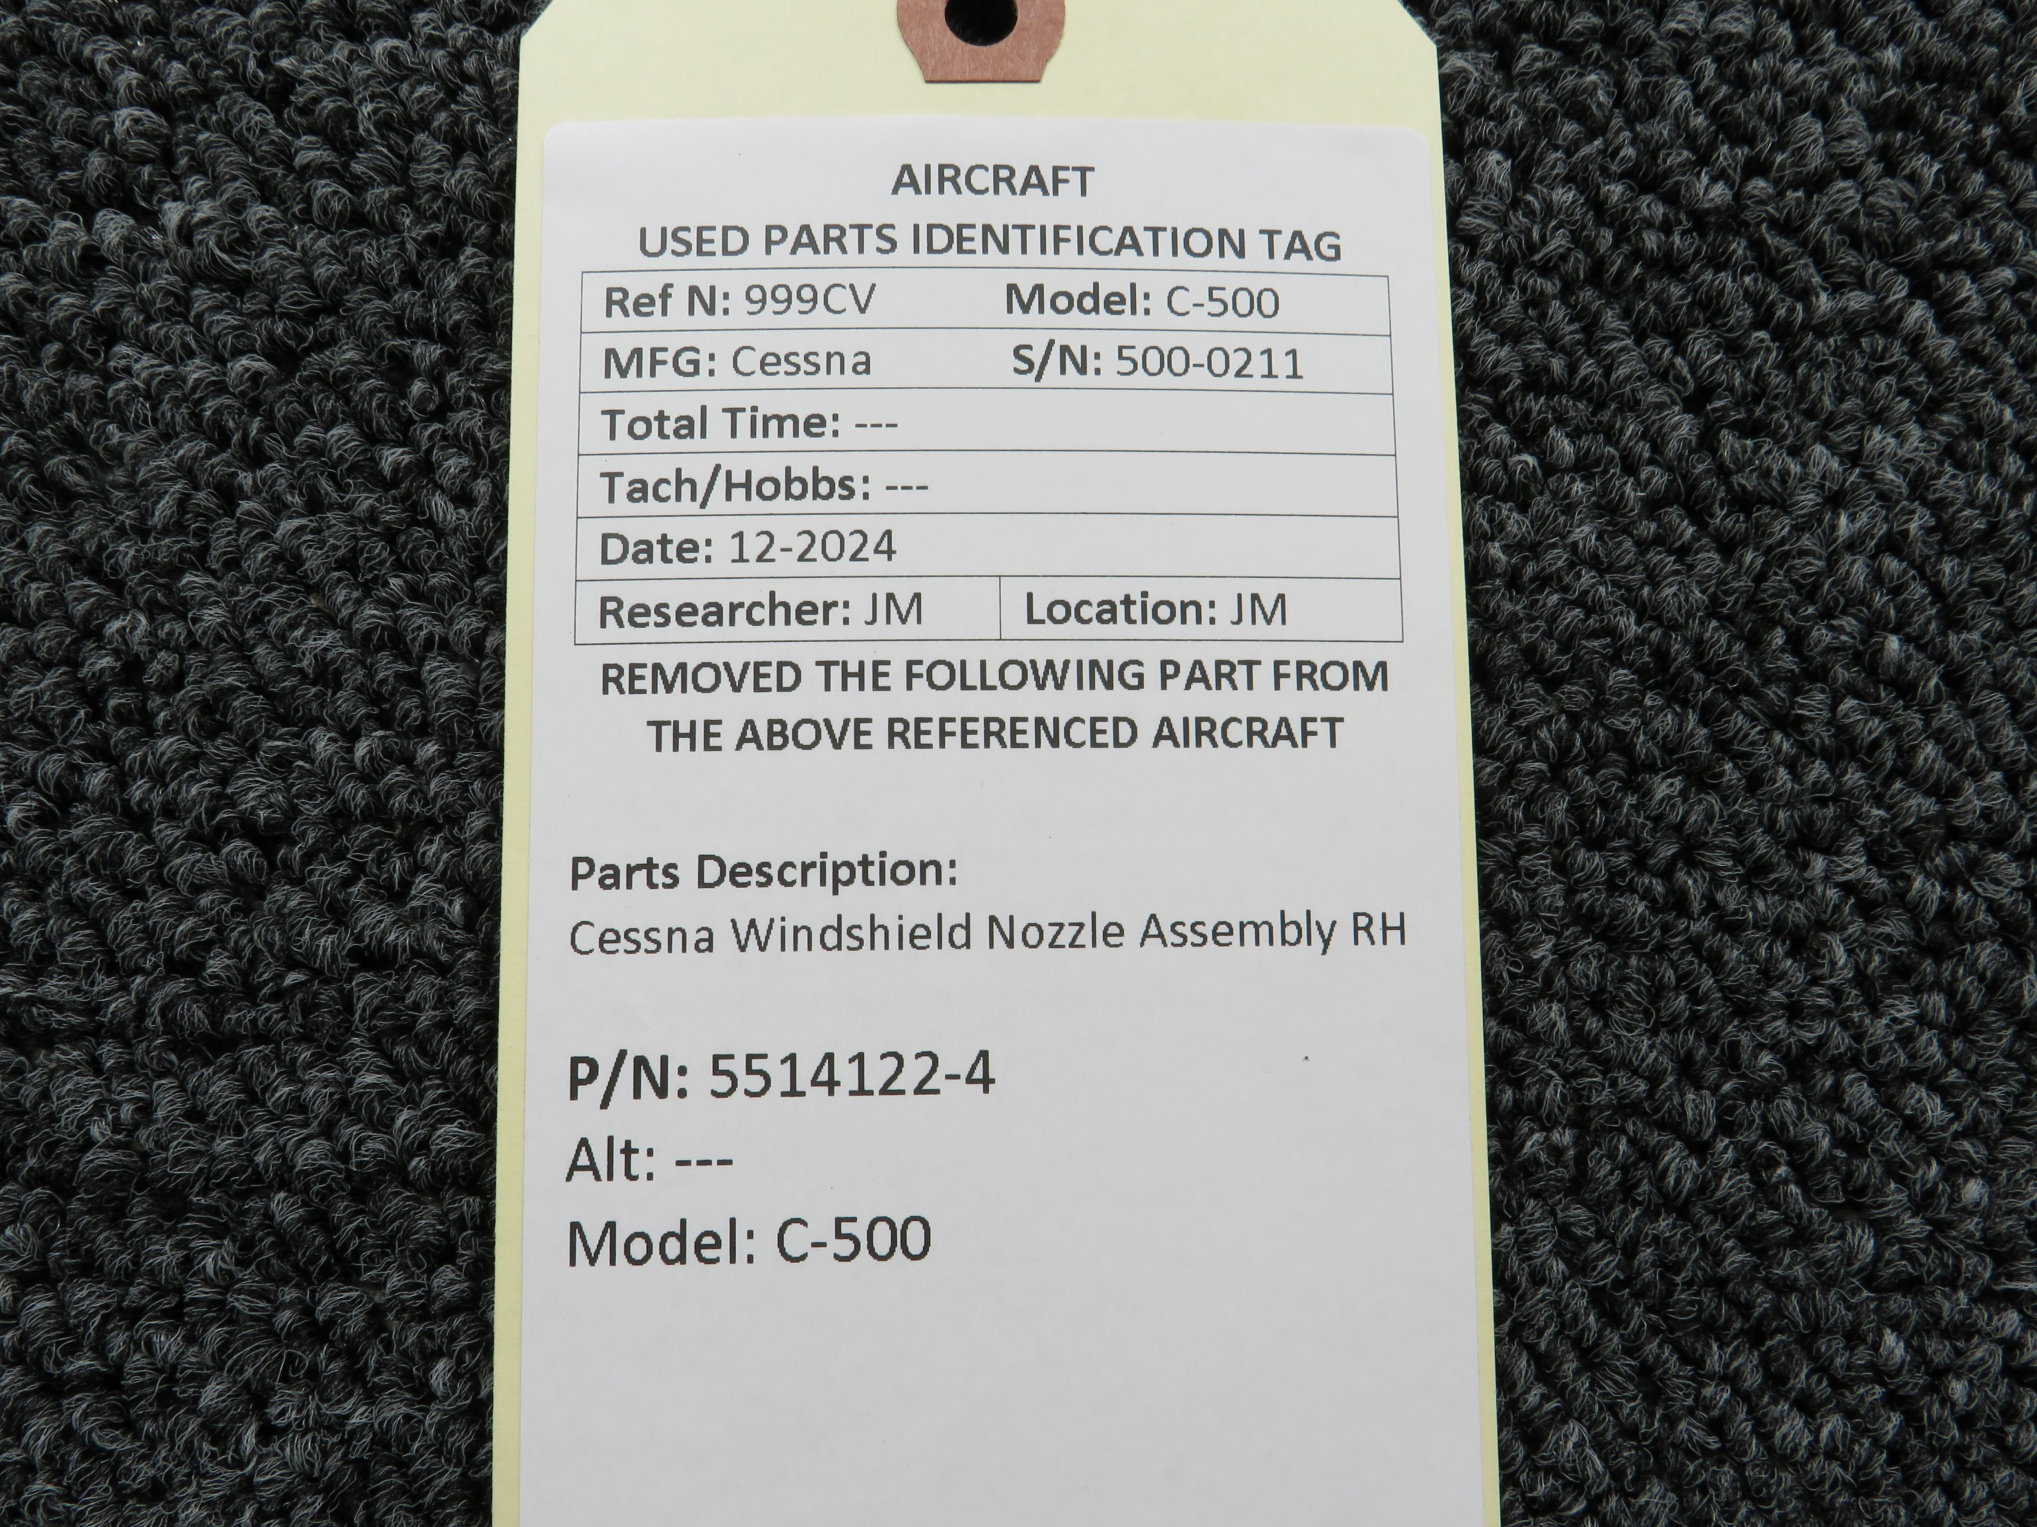 AIRCRAFT
USED PARTS IDENTIFICATION TAG
Ref N: 999CV Model: C-500
MFG: Cessna S/N: 500-0211
Total Time: ---
Tach/Hobbs: ---
Date: 12-2024
Researcher: JM Location: JM
REMOVED THE FOLLOWING PART FROM
THE ABOVE REFERENCED AIRCRAFT
Parts Description:
Cessna Windshield Nozzle Assembly RH
P/N: 5514122-4
Alt: ---
Model: C-500